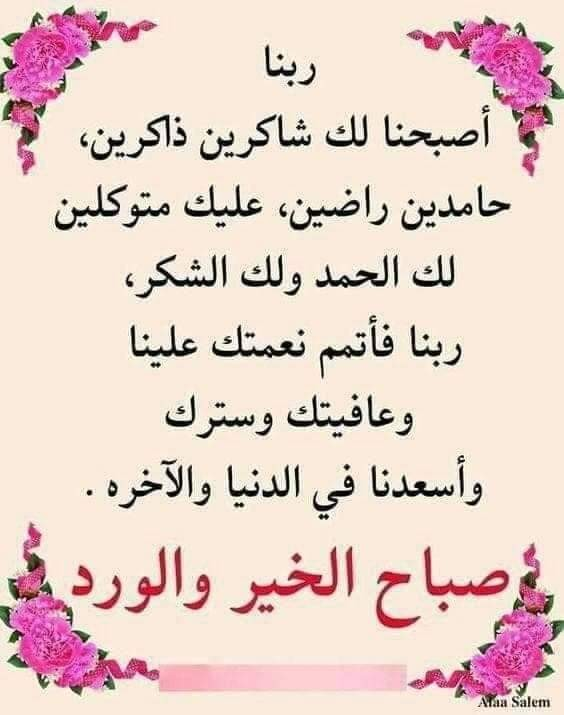 ربنا
أصبحنا لك شاكرين ذاكرين،
حامدين راضين، عليك متوكلين
لك الحمد ولك الشكر،
ربنا فأتمم نعمتك علينا
وعافيتك وسترك
وأسعدنا في الدنيا والآخره .
صباح الخير والورد
Alaa Salem